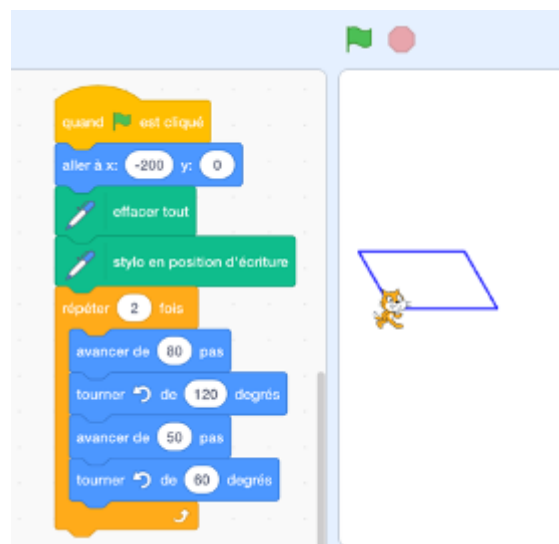 quand est cliqué
aller à x: -200 y: 0
effacer tout
stylo en position d'écriture
répéter 2 fois
avancer de 80 pas
tourner de 120 degrés
avancer de 50 pas
tourner de 60 degrés